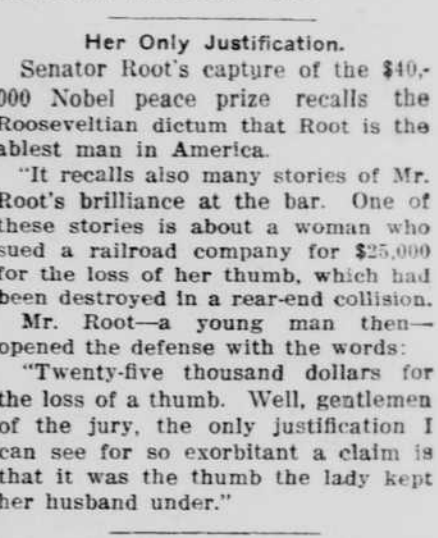 Her Only Justification.
Senator Root's capture of the $40,-
000 Nobel peace prize recalls the
Rooseveltian dictum that Root is the
ablest man in America.
"It recalls also many stories of Mr.
Root's brilliance at the bar. One of
these stories is about a woman who
sued a railroad company for $25,000
for the loss of her thumb, which had
been destroyed in a rear-end collision.
Mr. Root—a young man then—
opened the defense with the words:
"Twenty-five thousand dollars for
the loss of a thumb. Well, gentlemen
of the jury, the only justification I
can see for so exorbitant a claim is
that it was the thumb the lady kept
her husband under."